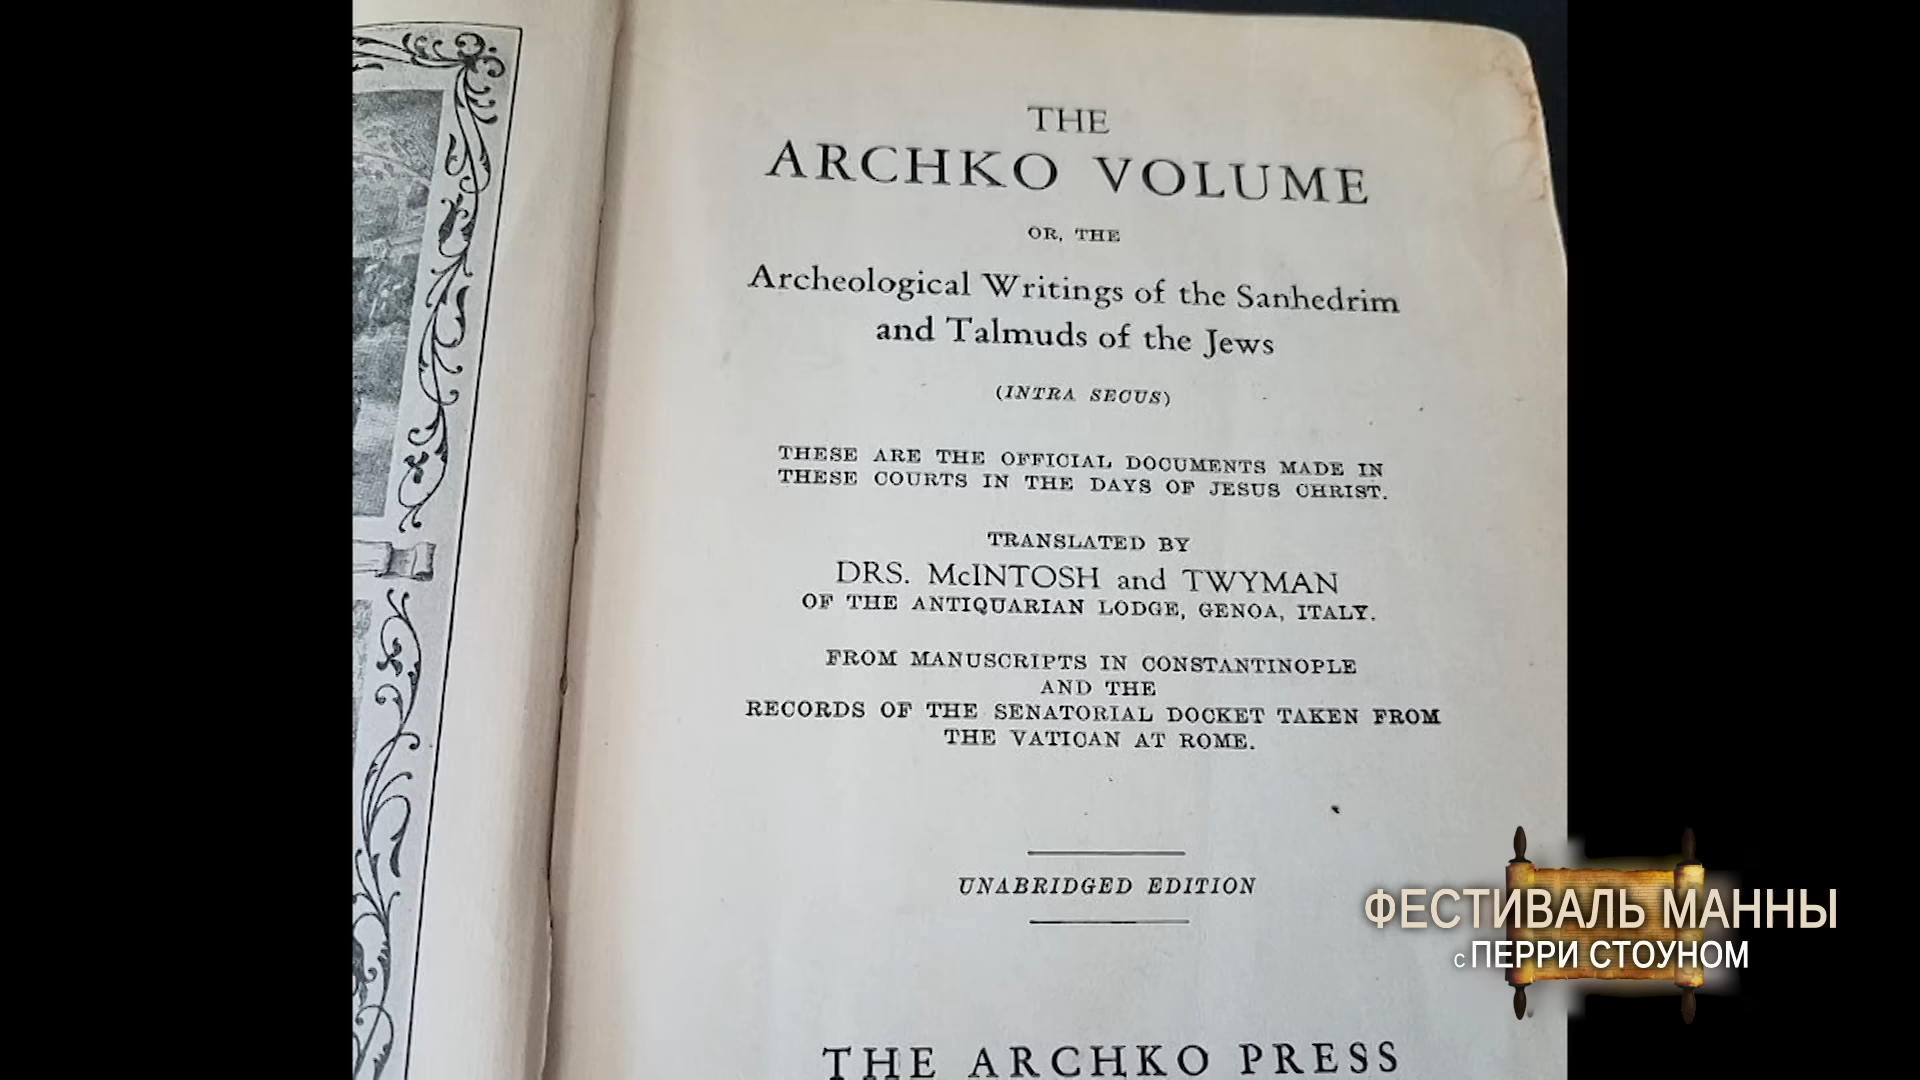 THE
ARCHKO VOLUME
OR, THE
Archeological Writings of the Sanhedrim
and Talmuds of the Jews
(INTRA SECUS)
THESE ARE THE OFFICIAL DOCUMENTS MADE IN
THESE COURTS IN THE DAYS OF JESUS CHRIST.
TRANSLATED BY
DRS. McINTOSH and TWYMAN
OF THE ANTIQUARIAN LODGE, GENOA, ITALY.
FROM MANUSCRIPTS IN CONSTANTINOPLE
AND THE
RECORDS OF THE SENATORIAL DOCKET TAKEN FROM
THE VATICAN AT ROME.
UNABRIDGED EDITION
THE ARCHKO PRESS
ФЕСТИВАЛЬ МАННЫ
с ПЕРРИ СТОУНОМ